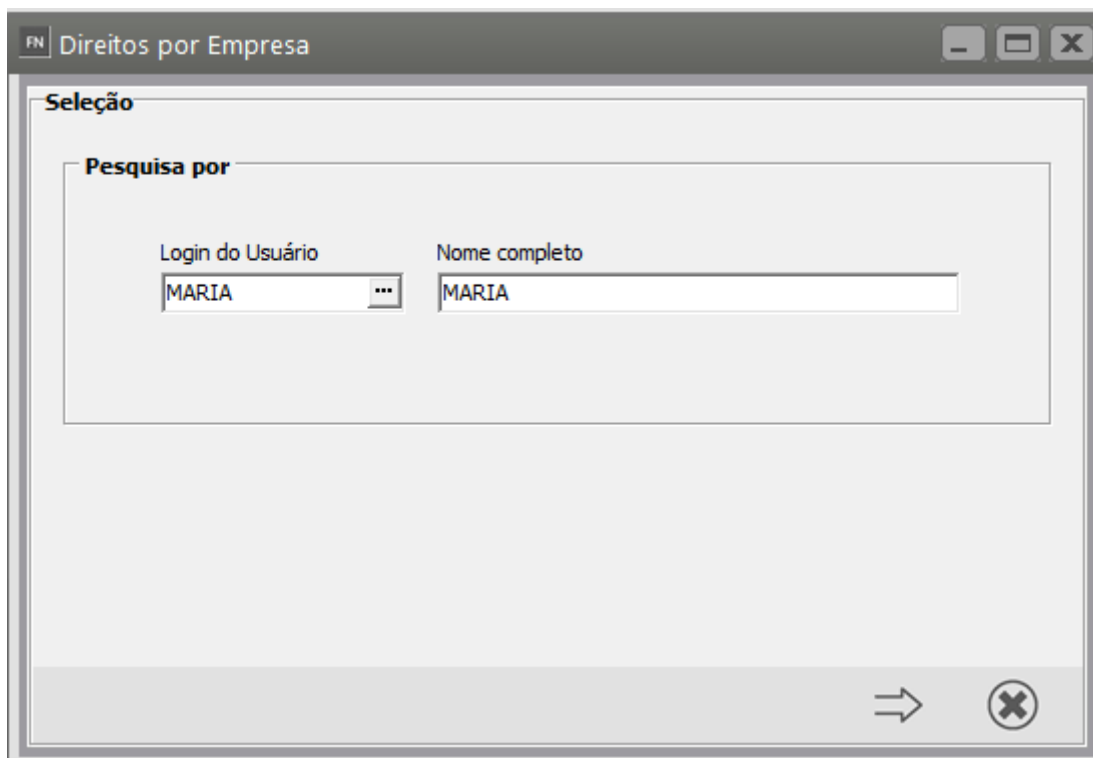 FN Direitos por Empresa
Seleção
Pesquisa por
Login do Usuário Nome completo
MARIA ... MARIA